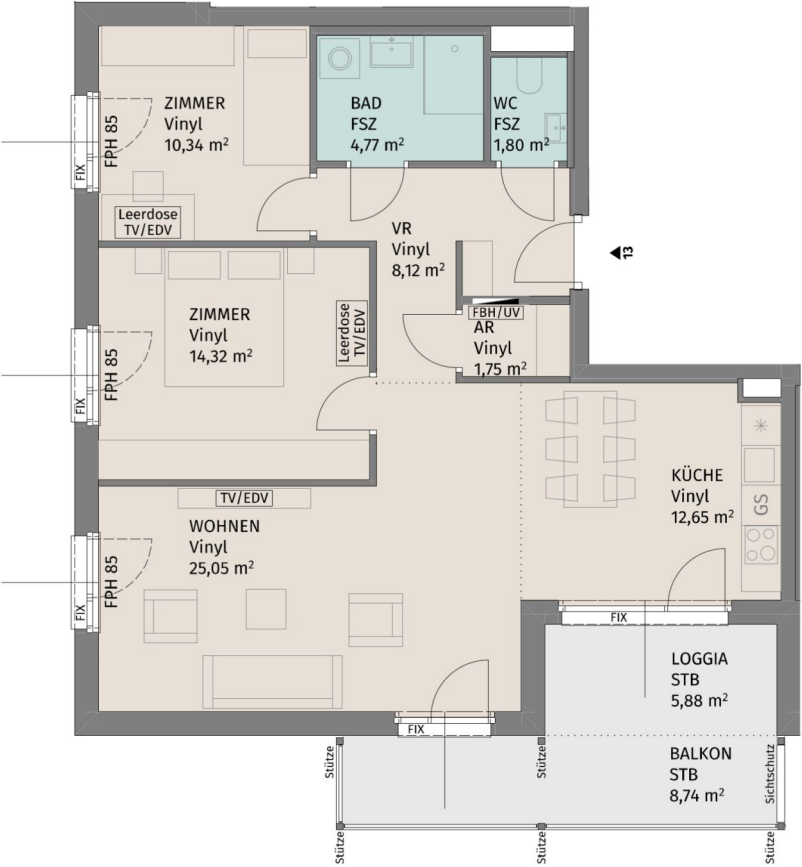 ZIMMER
Vinyl
10,34 m²
BAD
FSZ
4,77 m²
WC
FSZ
1,80 m²
FPH 85
FIX
Leerdose
TV/EDV
VR
Vinyl
8,12 m²
13
FBH/UV
AR
Vinyl
1,75 m²
ZIMMER
Vinyl
14,32 m²
Leerdose
TV/EDV
FPH 85
FIX
TV/EDV
WOHNEN
Vinyl
25,05 m²
KÜCHE
Vinyl
12,65 m²
GS
FPH 85
FIX
FIX
LOGGIA
STB
5,88 m²
FIX
BALKON
STB
8,74 m²
Stütze
Stütze
Sichtschutz
Stütze
Stütze
Stütze